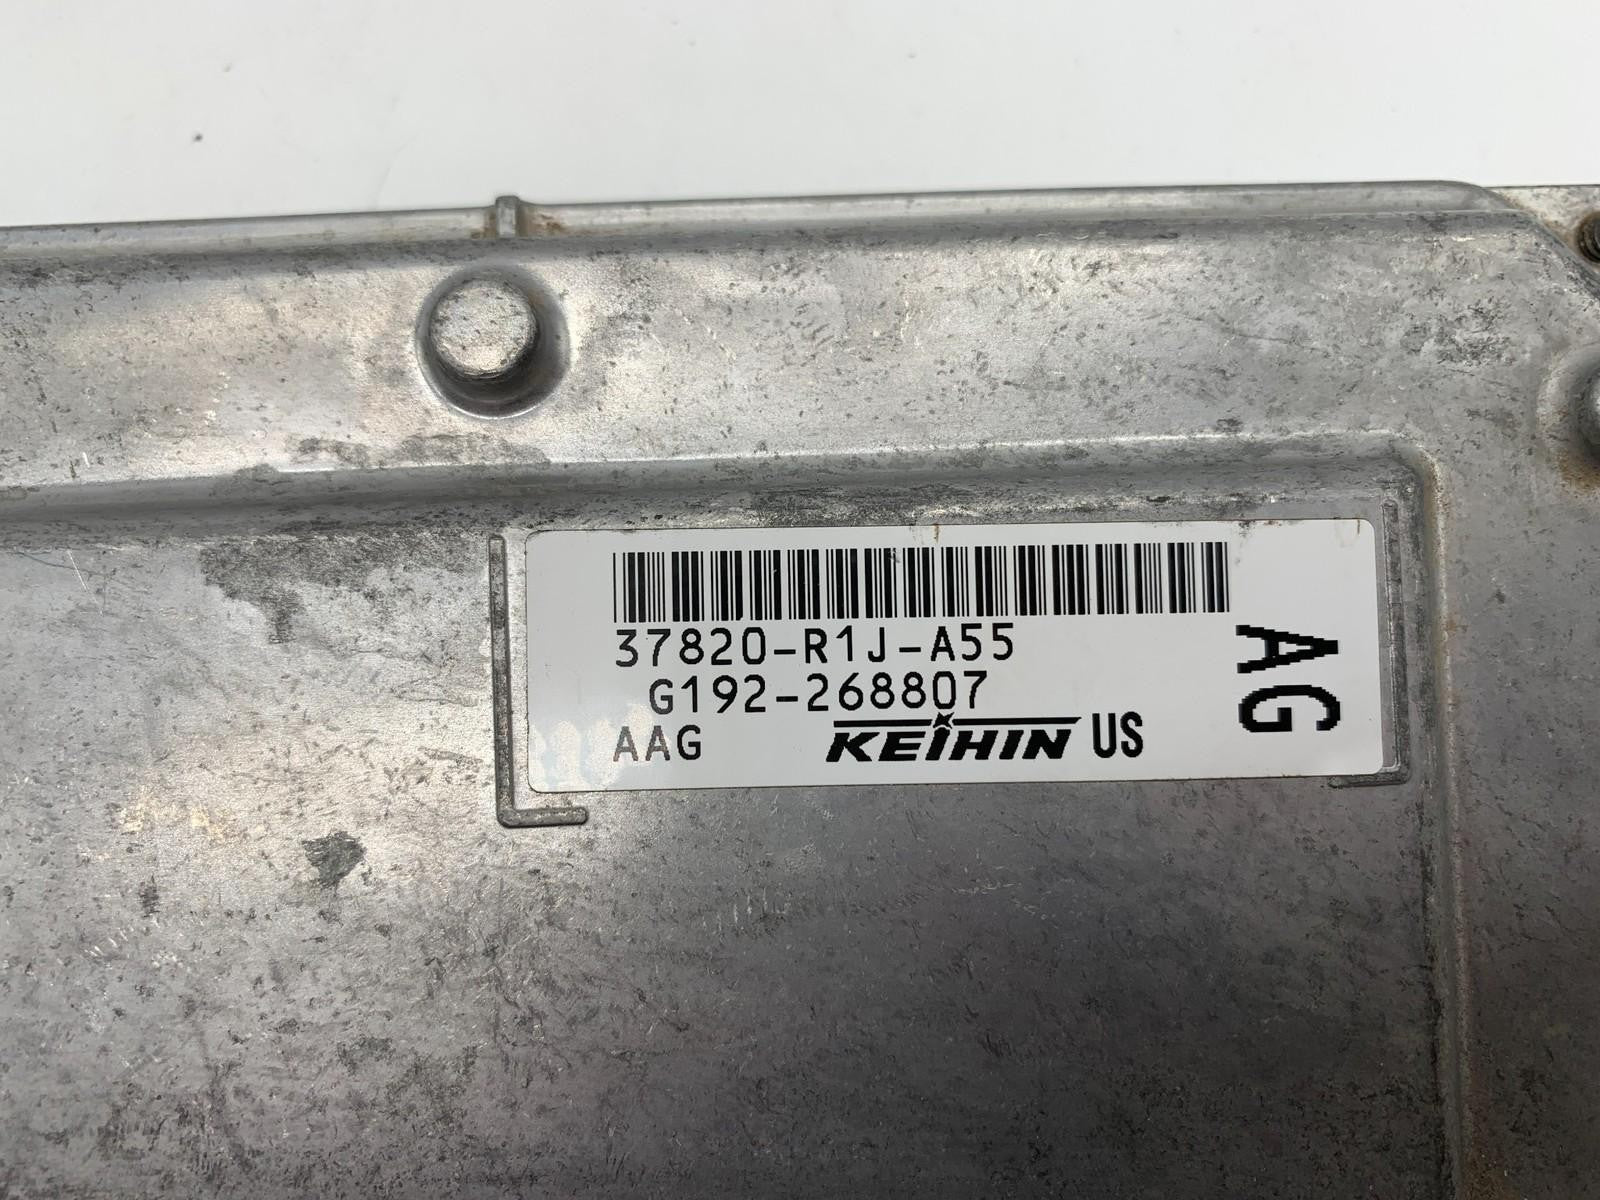 37820-R1J-A55
G192-268807
AAG KEIHIN US
AG